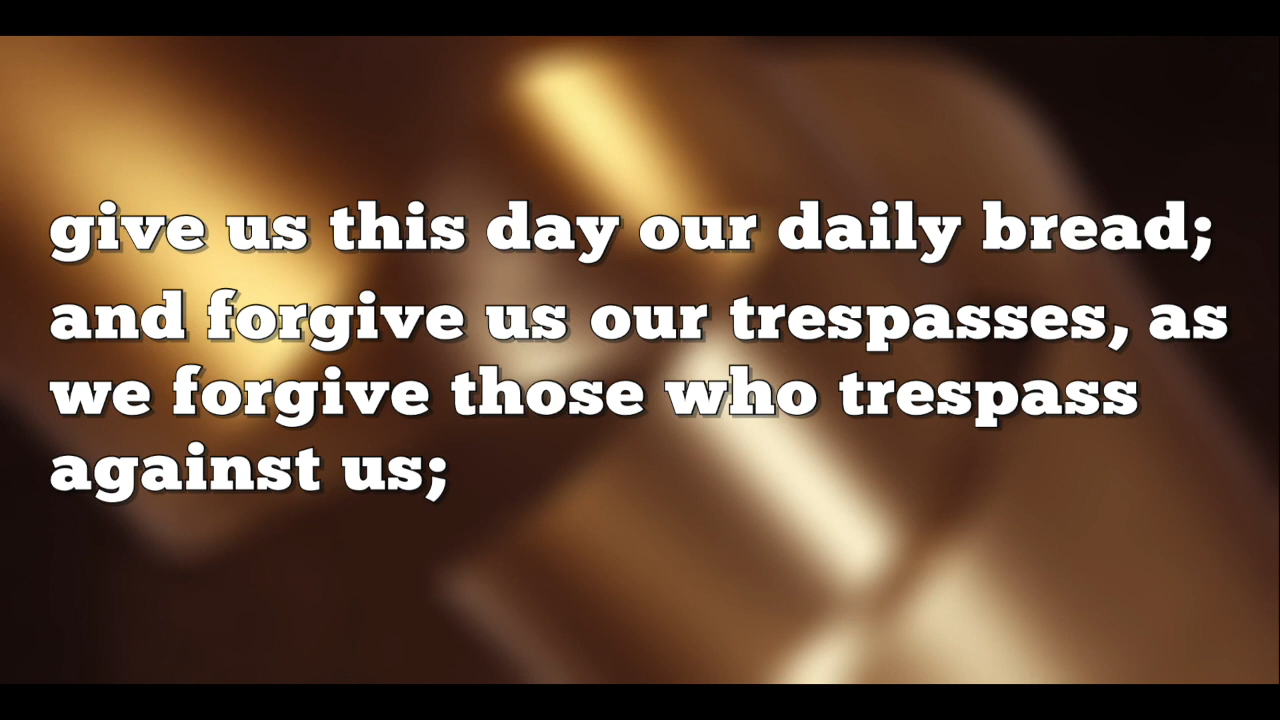 give us this day our daily bread;
and forgive us our trespasses, as
we forgive those who trespass
against us;